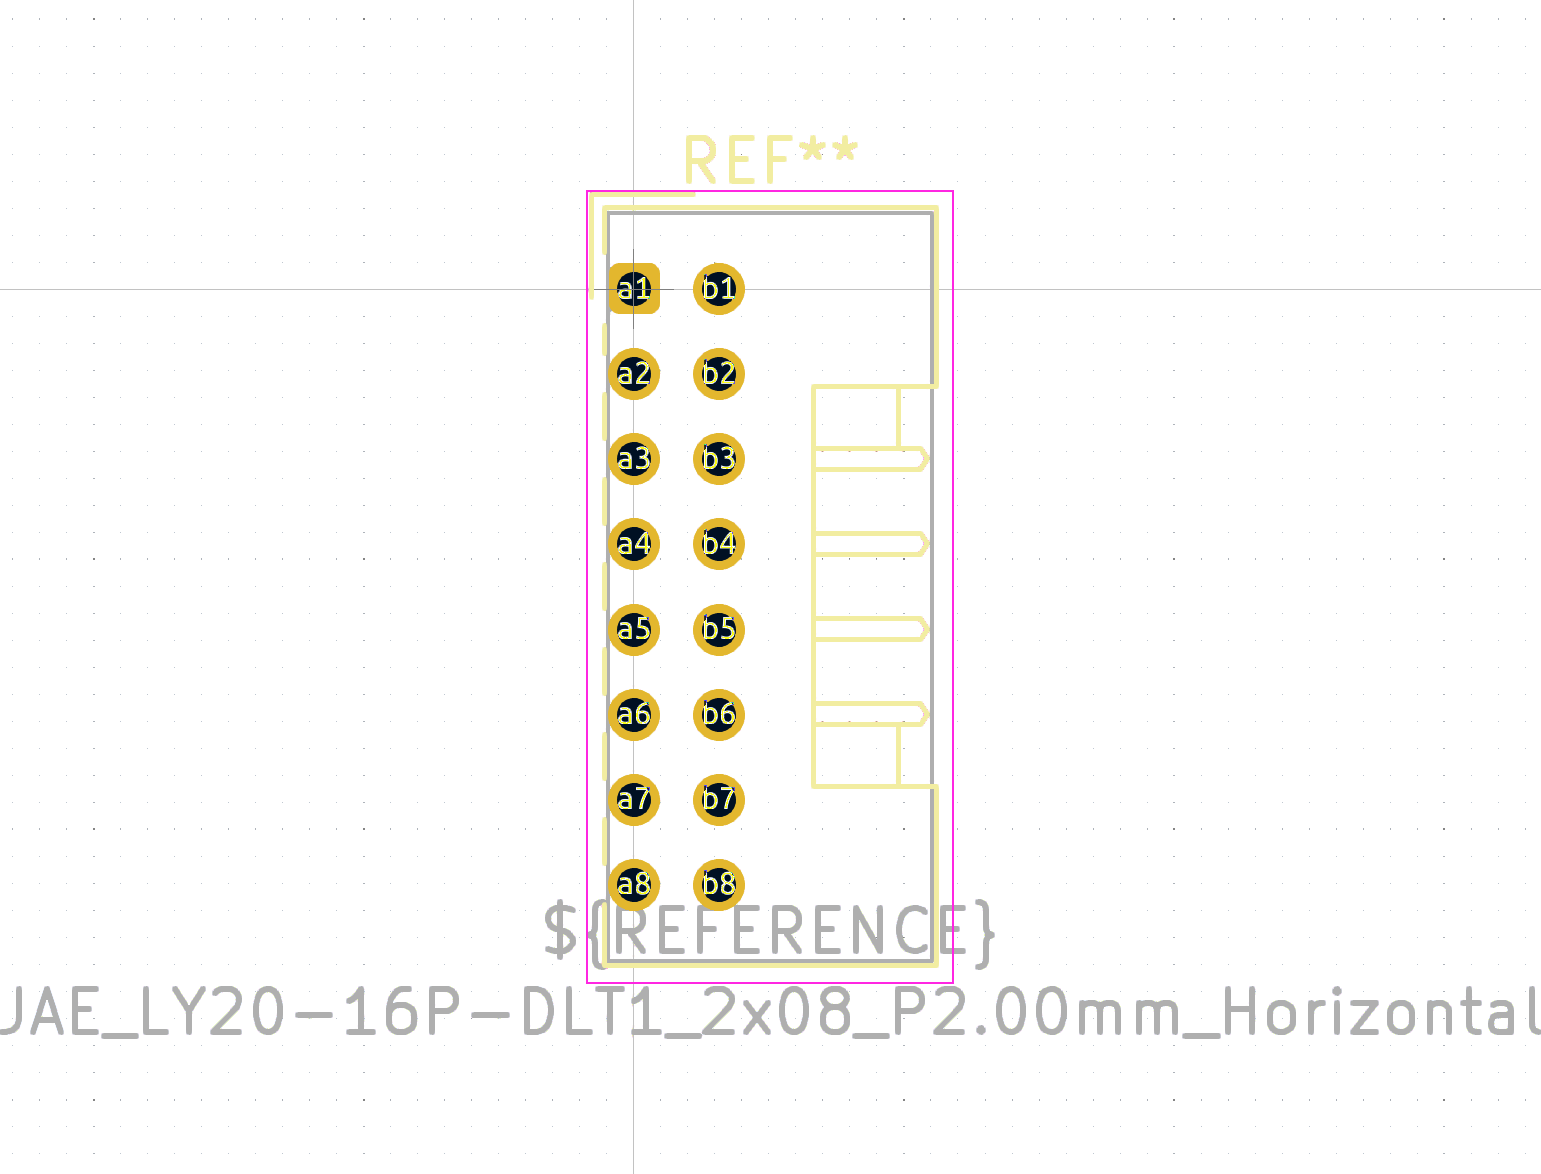 REF**
a1 b1
a2 b2
a3 b3
a4 b4
a5 b5
a6 b6
a7 b7
a8 b8
${REFERENCE}
JAE_LY20-16P-DLT1_2x08_P2.00mm_Horizontal